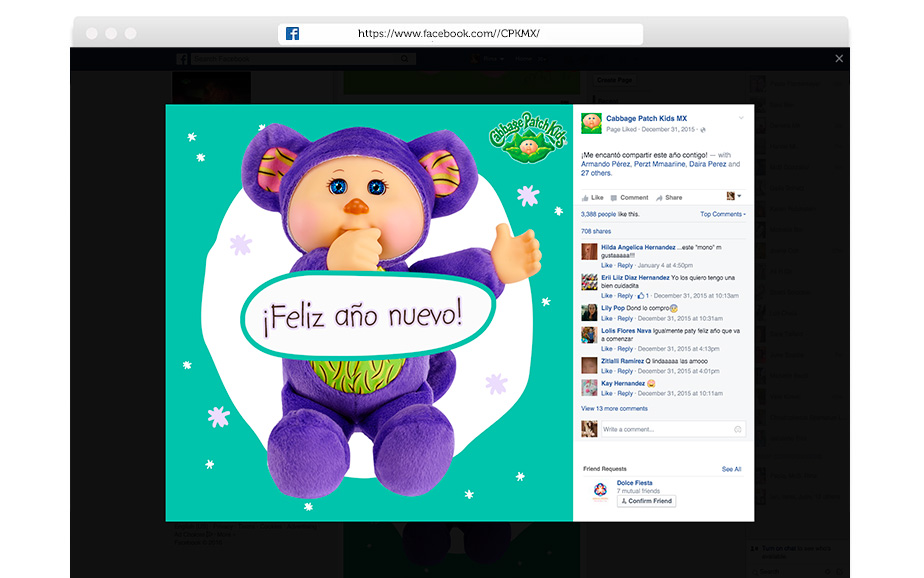 https://www.facebook.com//CPKMX/
Cabbage Patch Kids
¡Feliz año nuevo!
Cabbage Patch Kids MX
Page Liked · December 31, 2015 ·
¡Me encantó compartir este año contigo! — with
Armando Pérez, Perzt Mmaarine, Daira Perez and
27 others.
Like Comment Share
3,388 people like this. Top Comments
708 shares
Hilda Angelica Hernandez ...este "mono" m
gustaaaaa!!!
Like · Reply · January 4 at 4:50pm
Erii Liiz Diaz Hernandez Yo los quiero tengo una
bien cuidadita
Like · Reply · 1 · December 31, 2015 at 10:13am
Lily Pop Dond lo compro
Like · Reply · December 31, 2015 at 10:31am
Lolis Flores Nava Igualmente paty feliz año que va
a comenzar
Like · Reply · December 31, 2015 at 4:13pm
Zitlalli Ramirez Q lindaaaaa las amooo
Like · Reply · December 31, 2015 at 4:01pm
Kay Hernandez
Like · Reply · December 31, 2015 at 10:11am
View 13 more comments
Write a comment...
Friend Requests See All
Dolce Fiesta
7 mutual friends
Confirm Friend